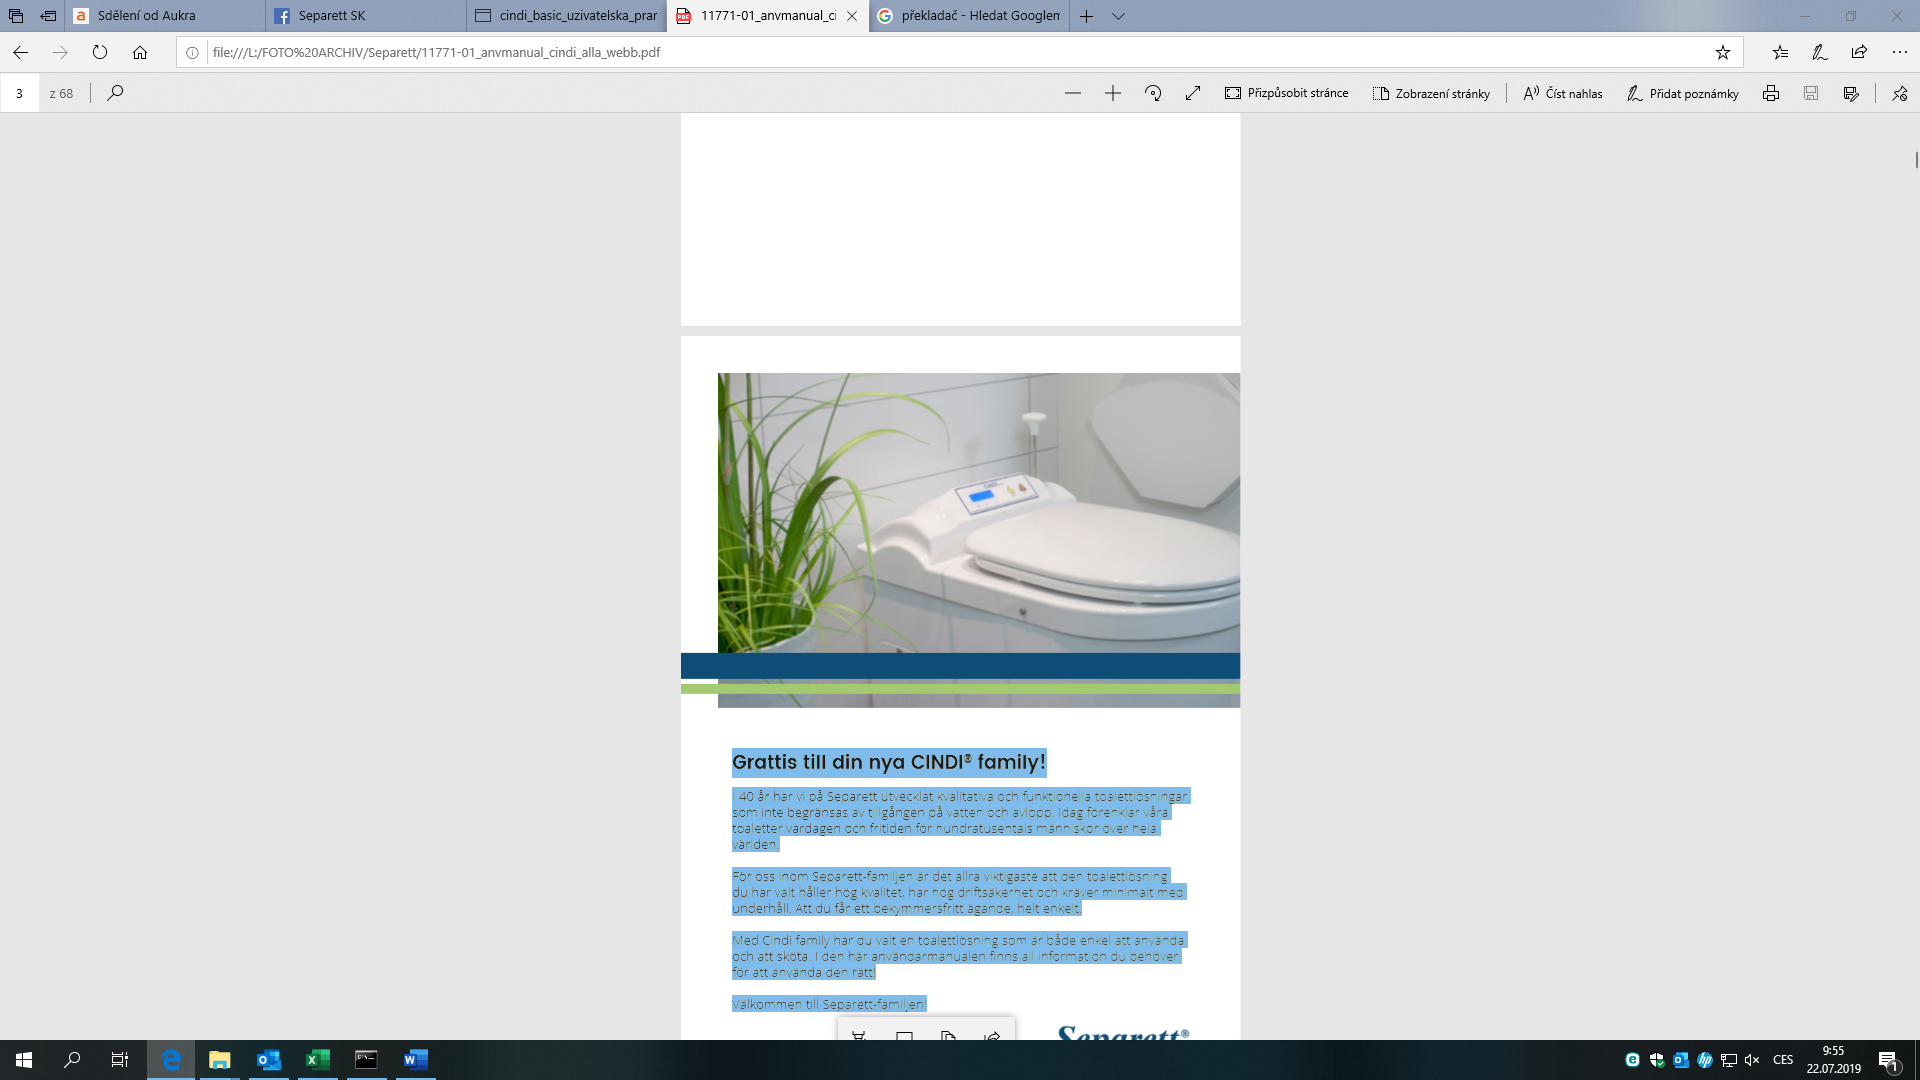 Sdělení od Aukra
Separett SK
cindi_basic_uzivatelska_prar
11771-01_anvmanual_ci
překladač - Hledat Googlem
file:///L:/FOTO%20ARCHIV/Separett/11771-01_anvmanual_cindi_alla_webb.pdf
3 z 68
Přizpůsobit stránce
Zobrazení stránky
Číst nahlas
Přidat poznámky
CINDI
Grattis till din nya CINDI® family!
I 40 år har vi på Separett utvecklat kvalitativa och funktionella toalettlösningar
som inte begränsas av tillgången på vatten och avlopp. Idag förenklar våra
toaletter vardagen och fritiden för hundratusentals människor över hela
världen.
För oss inom Separett-familjen är det allra viktigaste att den toalettlösning
du har valt håller hög kvalitet, har hög driftsäkerhet och kräver minimalt med
underhåll. Att du får ett bekymmersfritt ägande, helt enkelt.
Med Cindi family har du valt en toalettlösning som är både enkel att använda
och att sköta. I den här användarmanualen finns all information du behöver
för att använda den rätt!
Välkommen till Separett-familjen!
Separett®
CES
9:55
22.07.2019
1